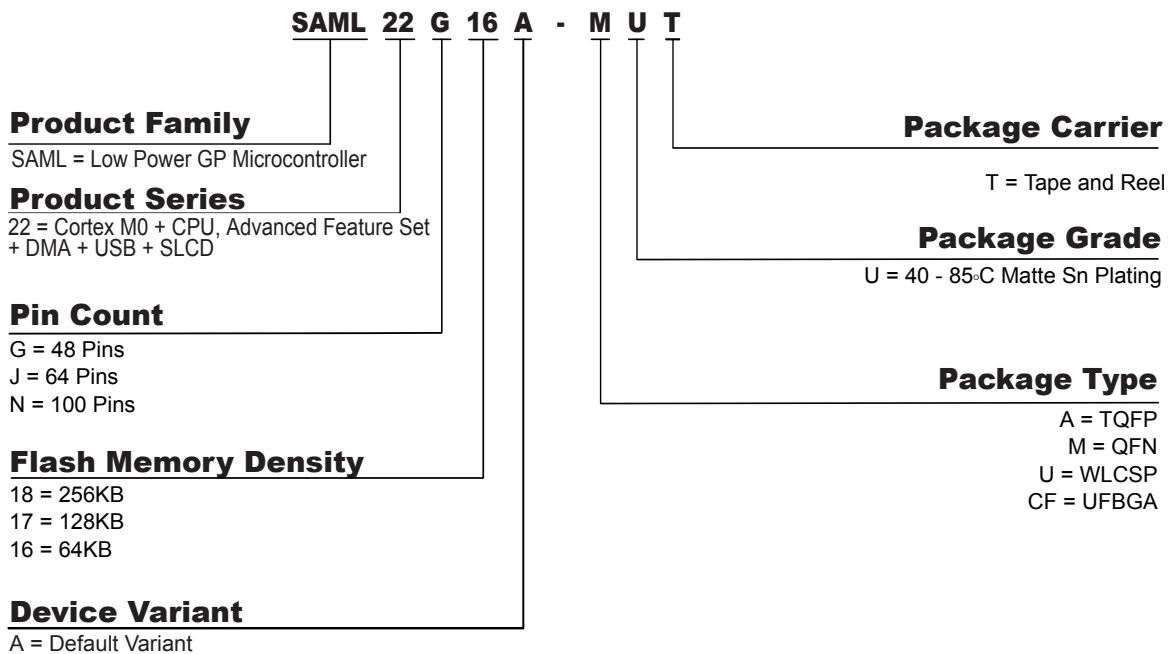 SAML 22 G 16 A - M U T
Product Family
SAML = Low Power GP Microcontroller
Product Series
22 = Cortex M0 + CPU, Advanced Feature Set
+ DMA + USB + SLCD
Pin Count
G = 48 Pins
J = 64 Pins
N = 100 Pins
Flash Memory Density
18 = 256KB
17 = 128KB
16 = 64KB
Device Variant
A = Default Variant
Package Carrier
T = Tape and Reel
Package Grade
U = 40 - 85◦C Matte Sn Plating
Package Type
A = TQFP
M = QFN
U = WLCSP
CF = UFBGA